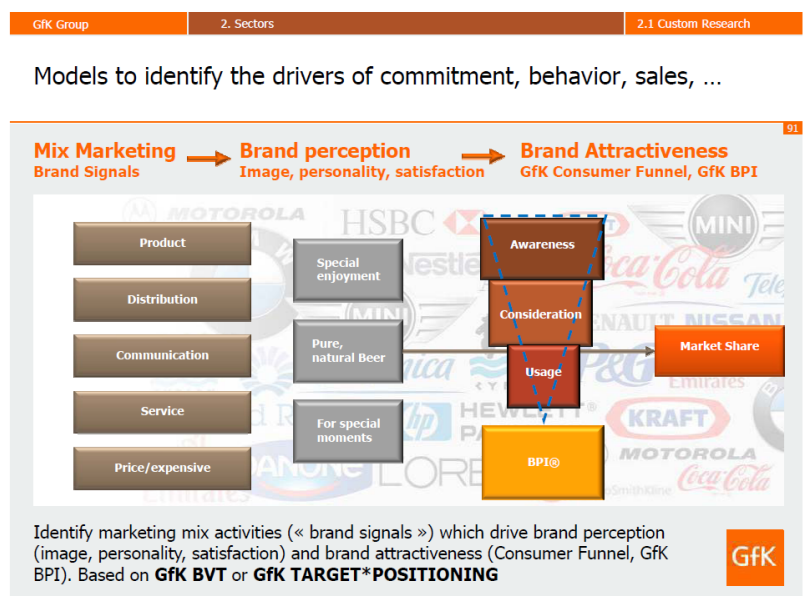 GfK Group
2. Sectors
2.1 Custom Research
Models to identify the drivers of commitment, behavior, sales, …
91
Mix Marketing
Brand Signals
Brand perception
Image, personality, satisfaction
Brand Attractiveness
GfK Consumer Funnel, GfK BPI
Product
Distribution
Communication
Service
Price/expensive
Special
enjoyment
Pure,
natural Beer
For special
moments
Awareness
Consideration
Usage
BPI®
Market Share
MOTOROLA
HSBC
MINI
Nestlé
Coca-Cola
MINI
NISSAN
P&G
Emirates
hp
HEWLETT
KRAFT
MOTOROLA
DANONE
Coca-Cola
Emirates
Identify marketing mix activities (« brand signals ») which drive brand perception
(image, personality, satisfaction) and brand attractiveness (Consumer Funnel, GfK
BPI). Based on GfK BVT or GfK TARGET*POSITIONING
GfK